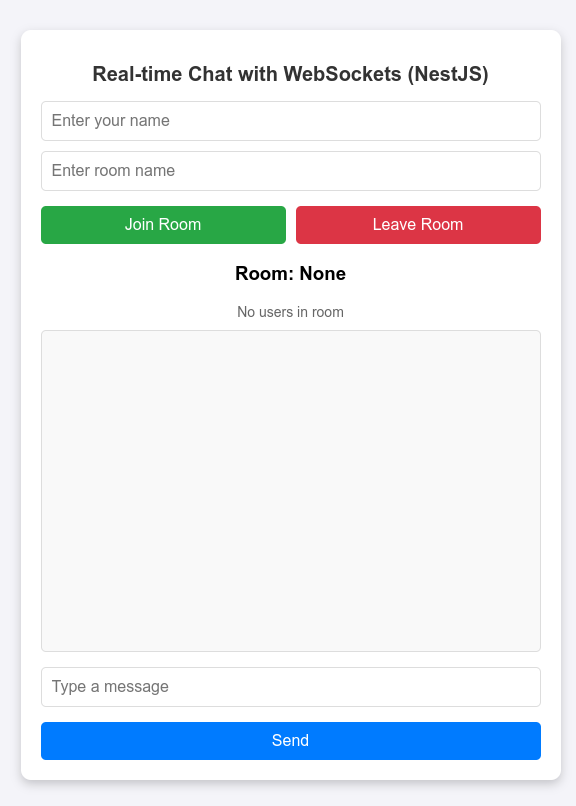 Real-time Chat with WebSockets (NestJS)
Enter your name
Enter room name
Join Room
Leave Room
Room: None
No users in room
Type a message
Send